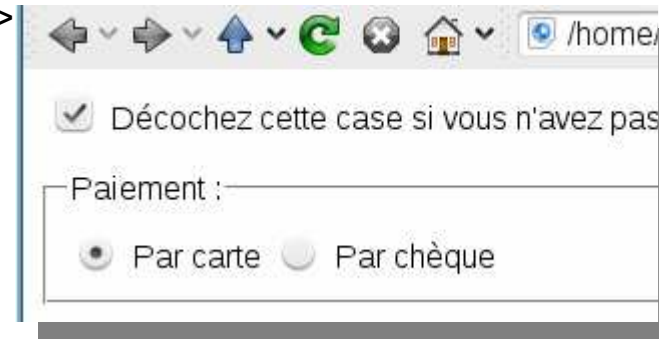 >
/home/
Décochez cette case si vous n'avez pas
Paiement :
Par carte Par chèque